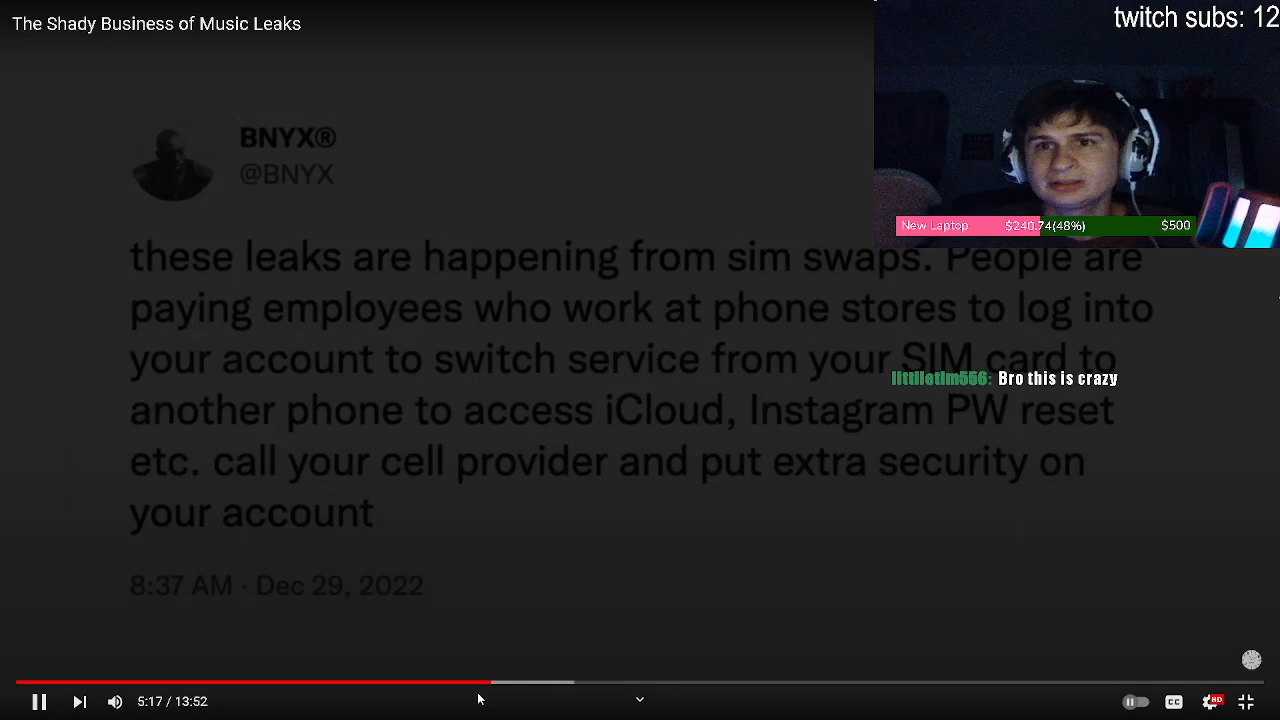 The Shady Business of Music Leaks
twitch subs: 12
BNYX®
@BNYX
New Laptop $240.74(48%) $500
these leaks are happening from sim swaps. People are
paying employees who work at phone stores to log into
your account to switch service from your SIM card to
littlletim556: Bro this is crazy
another phone to access iCloud, Instagram PW reset
etc. call your cell provider and put extra security on
your account
8:37 AM · Dec 29, 2022
5:17 / 13:52
CC
HD